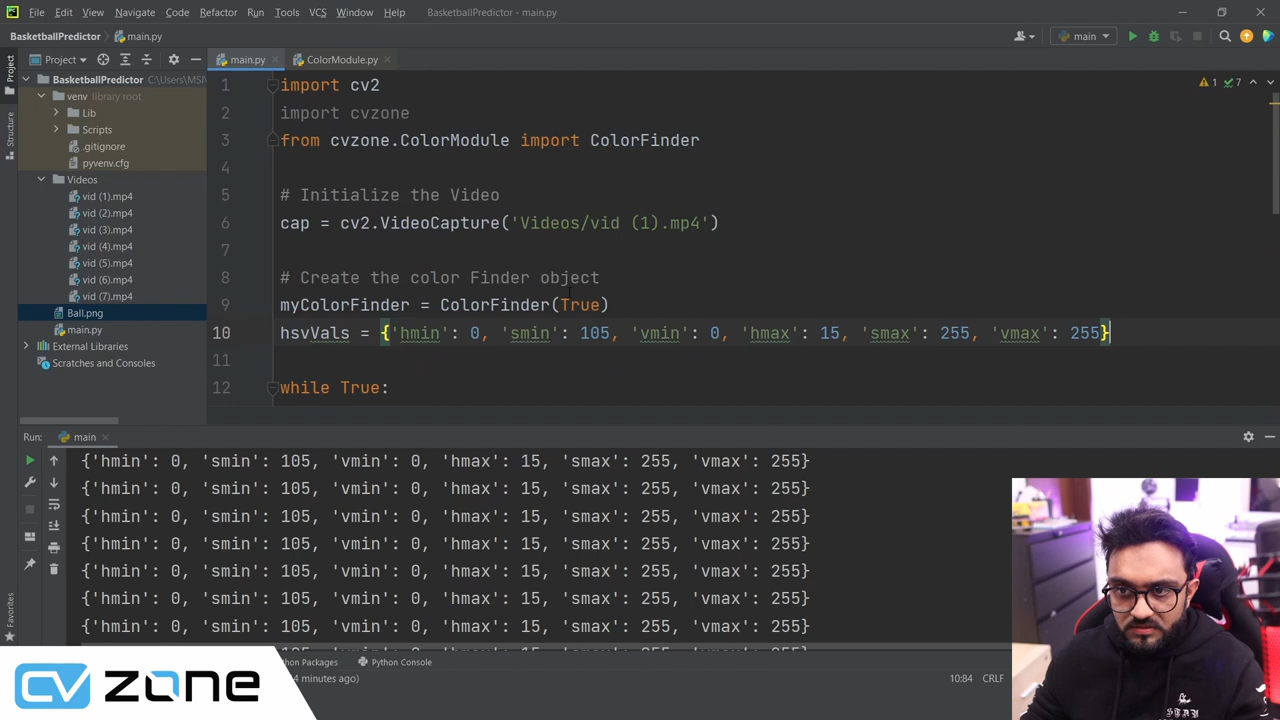 File Edit View Navigate Code Refactor Run Tools VCS Window Help BasketballPredictor - main.py
BasketballPredictor main.py main
Project main.py ColorModule.py
BasketballPredictor C:\Users\MSI
venv library root
Lib
Scripts
.gitignore
pyvenv.cfg
Videos
vid (1).mp4
vid (2).mp4
vid (3).mp4
vid (4).mp4
vid (5).mp4
vid (6).mp4
vid (7).mp4
Ball.png
main.py
External Libraries
Scratches and Consoles
Project
Structure
Favorites
1 import cv2
2 import cvzone
3 from cvzone.ColorModule import ColorFinder
4
5 # Initialize the Video
6 cap = cv2.VideoCapture('Videos/vid (1).mp4')
7
8 # Create the color Finder object
9 myColorFinder = ColorFinder(True)
10 hsvVals = {'hmin': 0, 'smin': 105, 'vmin': 0, 'hmax': 15, 'smax': 255, 'vmax': 255}
11
12 while True:
1 7
Run: main
{'hmin': 0, 'smin': 105, 'vmin': 0, 'hmax': 15, 'smax': 255, 'vmax': 255}
{'hmin': 0, 'smin': 105, 'vmin': 0, 'hmax': 15, 'smax': 255, 'vmax': 255}
{'hmin': 0, 'smin': 105, 'vmin': 0, 'hmax': 15, 'smax': 255, 'vmax': 255}
{'hmin': 0, 'smin': 105, 'vmin': 0, 'hmax': 15, 'smax': 255, 'vmax': 255}
{'hmin': 0, 'smin': 105, 'vmin': 0, 'hmax': 15, 'smax': 255, 'vmax': 255}
{'hmin': 0, 'smin': 105, 'vmin': 0, 'hmax': 15, 'smax': 255, 'vmax': 255}
{'hmin': 0, 'smin': 105, 'vmin': 0, 'hmax': 15, 'smax': 255, 'vmax': 255}
Packages Python Console
4 minutes ago) 10:84 CRLF
CV ZONE